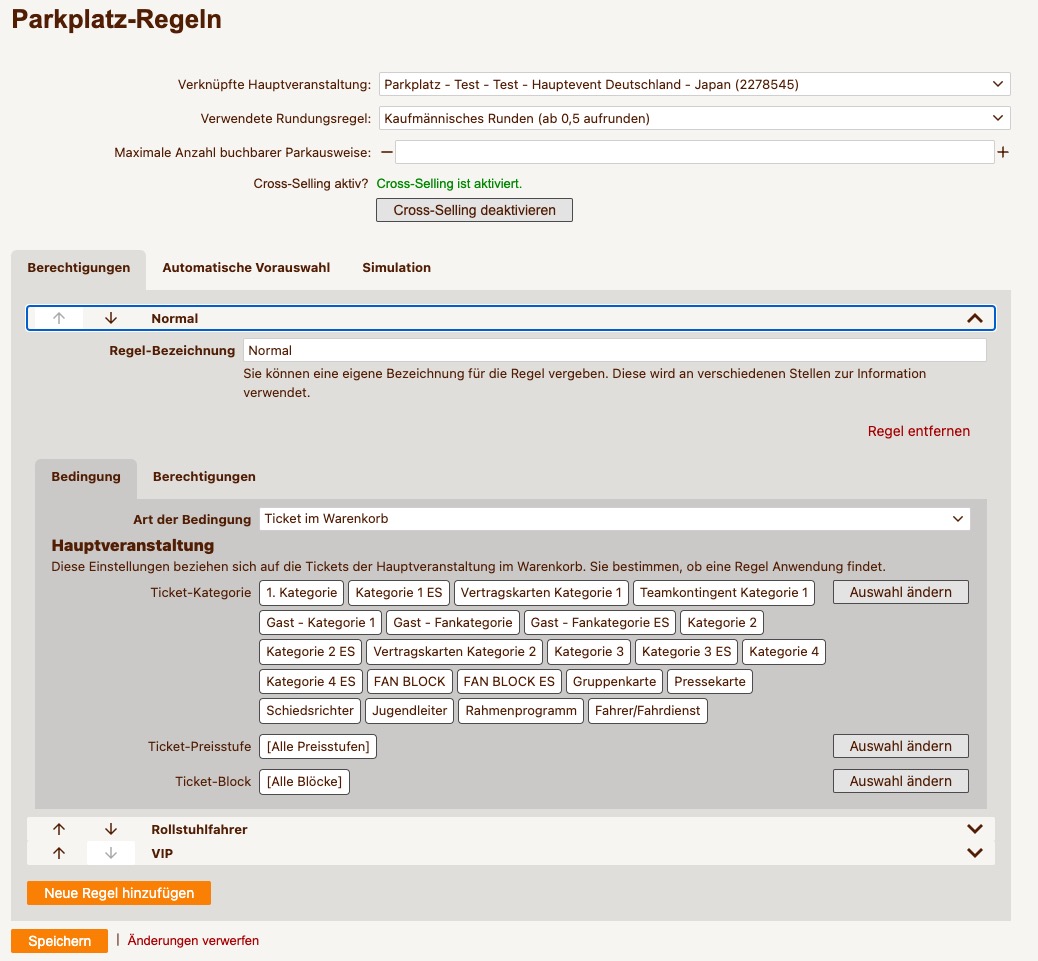 Parkplatz-Regeln
Verknüpfte Hauptveranstaltung: Parkplatz - Test - Test - Hauptevent Deutschland - Japan (2278545)
Verwendete Rundungsregel: Kaufmännisches Runden (ab 0,5 aufrunden)
Maximale Anzahl buchbarer Parkausweise: − +
Cross-Selling aktiv? Cross-Selling ist aktiviert.
Cross-Selling deaktivieren
Berechtigungen Automatische Vorauswahl Simulation
↑ ↓ Normal
Regel-Bezeichnung Normal
Sie können eine eigene Bezeichnung für die Regel vergeben. Diese wird an verschiedenen Stellen zur Information
verwendet.
Regel entfernen
Bedingung Berechtigungen
Art der Bedingung Ticket im Warenkorb
Hauptveranstaltung
Diese Einstellungen beziehen sich auf die Tickets der Hauptveranstaltung im Warenkorb. Sie bestimmen, ob eine Regel Anwendung findet.
Ticket-Kategorie 1. Kategorie Kategorie 1 ES Vertragskarten Kategorie 1 Teamkontingent Kategorie 1 Auswahl ändern
Gast - Kategorie 1 Gast - Fankategorie Gast - Fankategorie ES Kategorie 2
Kategorie 2 ES Vertragskarten Kategorie 2 Kategorie 3 Kategorie 3 ES Kategorie 4
Kategorie 4 ES FAN BLOCK FAN BLOCK ES Gruppenkarte Pressekarte
Schiedsrichter Jugendleiter Rahmenprogramm Fahrer/Fahrdienst
Ticket-Preisstufe [Alle Preisstufen] Auswahl ändern
Ticket-Block [Alle Blöcke] Auswahl ändern
↑ ↓ Rollstuhlfahrer
↑ ↓ VIP
Neue Regel hinzufügen
Speichern | Änderungen verwerfen